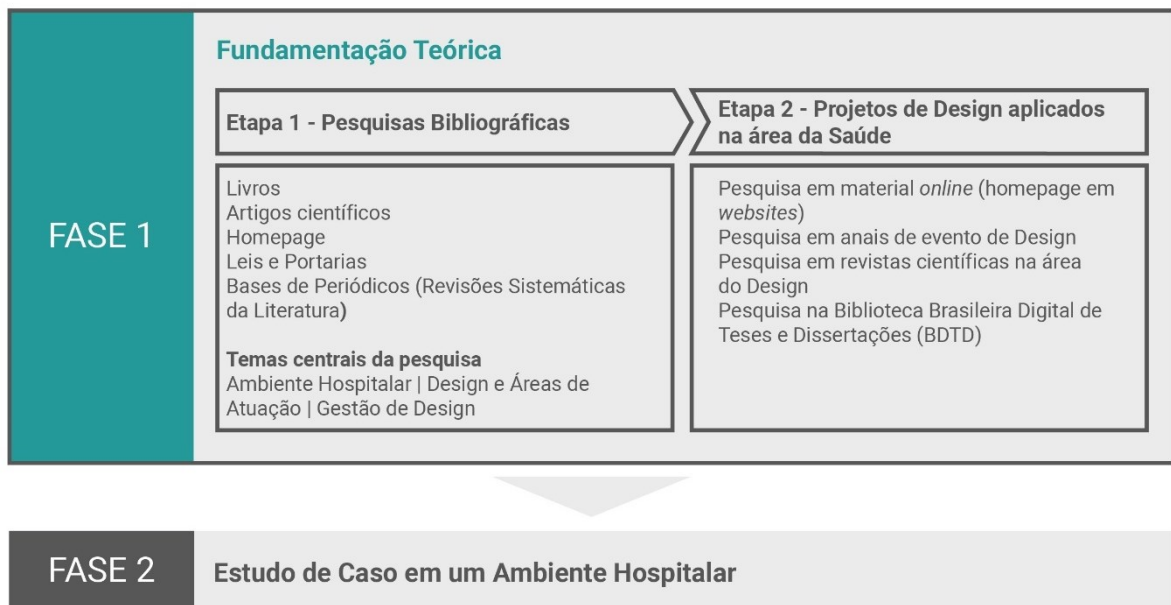 FASE 1
Fundamentação Teórica
Etapa 1 - Pesquisas Bibliográficas
Livros
Artigos científicos
Homepage
Leis e Portarias
Bases de Periódicos (Revisões Sistemáticas
da Literatura)
Temas centrais da pesquisa
Ambiente Hospitalar | Design e Áreas de
Atuação | Gestão de Design
Etapa 2 - Projetos de Design aplicados
na área da Saúde
Pesquisa em material online (homepage em
websites)
Pesquisa em anais de evento de Design
Pesquisa em revistas científicas na área
do Design
Pesquisa na Biblioteca Brasileira Digital de
Teses e Dissertações (BDTD)
FASE 2
Estudo de Caso em um Ambiente Hospitalar